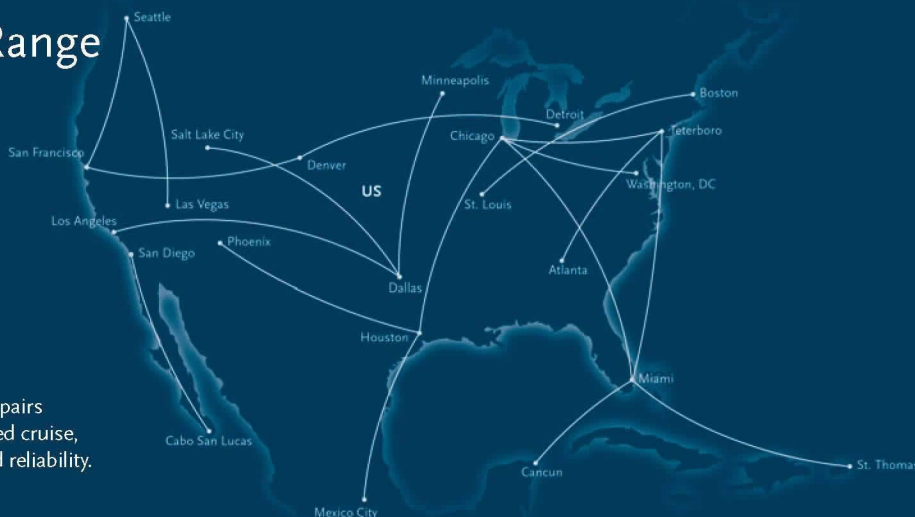 Range
Seattle
Minneapolis
Boston
Detroit
Teterboro
Salt Lake City
Chicago
San Francisco
Denver
Washington, DC
US
Las Vegas
St. Louis
Los Angeles
Phoenix
San Diego
Atlanta
Dallas
Houston
Miami
pairs
ed cruise,
d reliability.
Cabo San Lucas
Cancun
St. Thomas
Mexico City